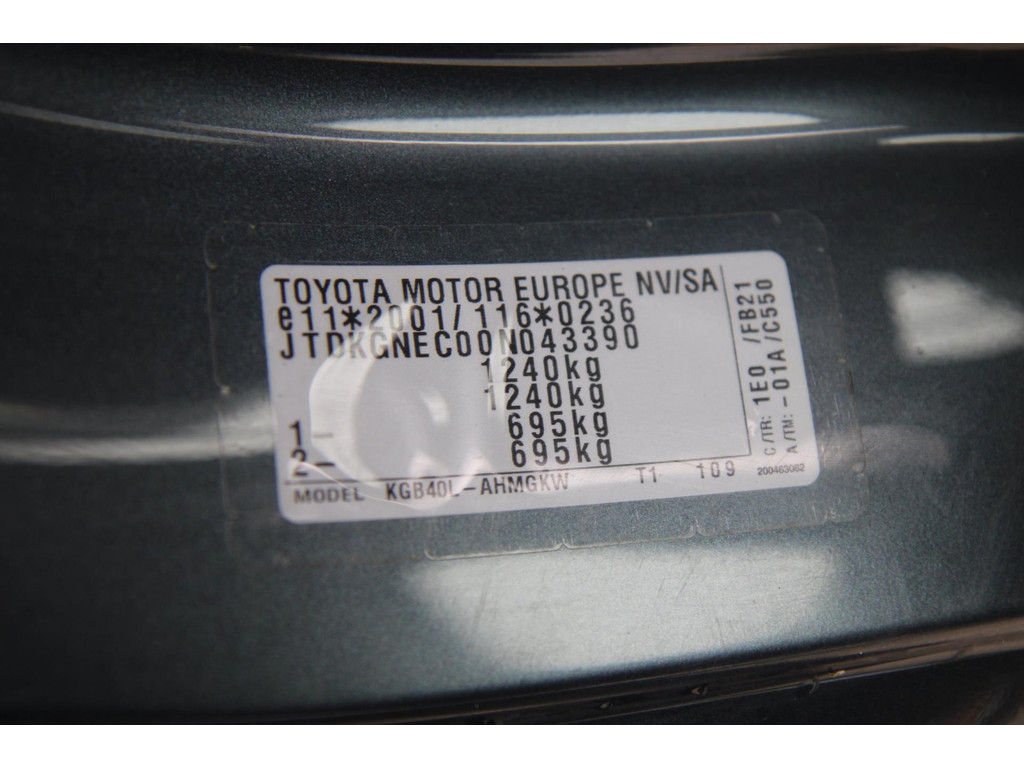 TOYOTA MOTOR EUROPE NV/SA
e11*2001/116*0236
JTDKGNEC00N043390
1240kg
1240kg
1- 695kg
2- 695kg
MODEL KGB40L-AHMGKW T1 109
C/TR: 1E0 /FB21
A/TM: -01A/C550
200463062